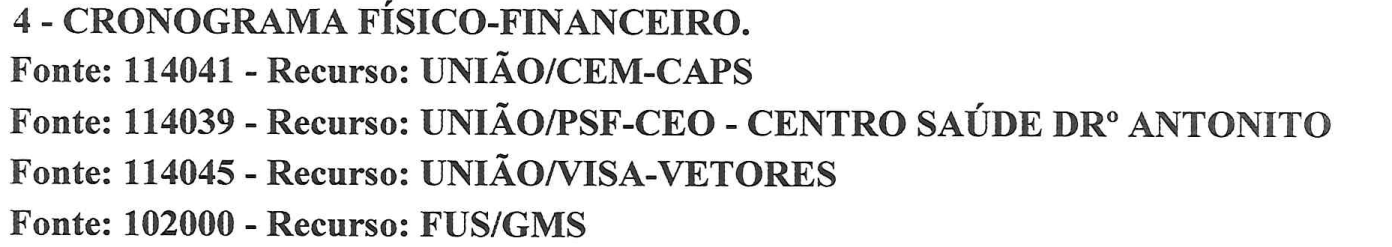 4 - CRONOGRAMA FÍSICO-FINANCEIRO.
Fonte: 114041 - Recurso: UNIÃO/CEM-CAPS
Fonte: 114039 - Recurso: UNIÃO/PSF-CEO - CENTRO SAÚDE DRº ANTONITO
Fonte: 114045 - Recurso: UNIÃO/VISA-VETORES
Fonte: 102000 - Recurso: FUS/GMS